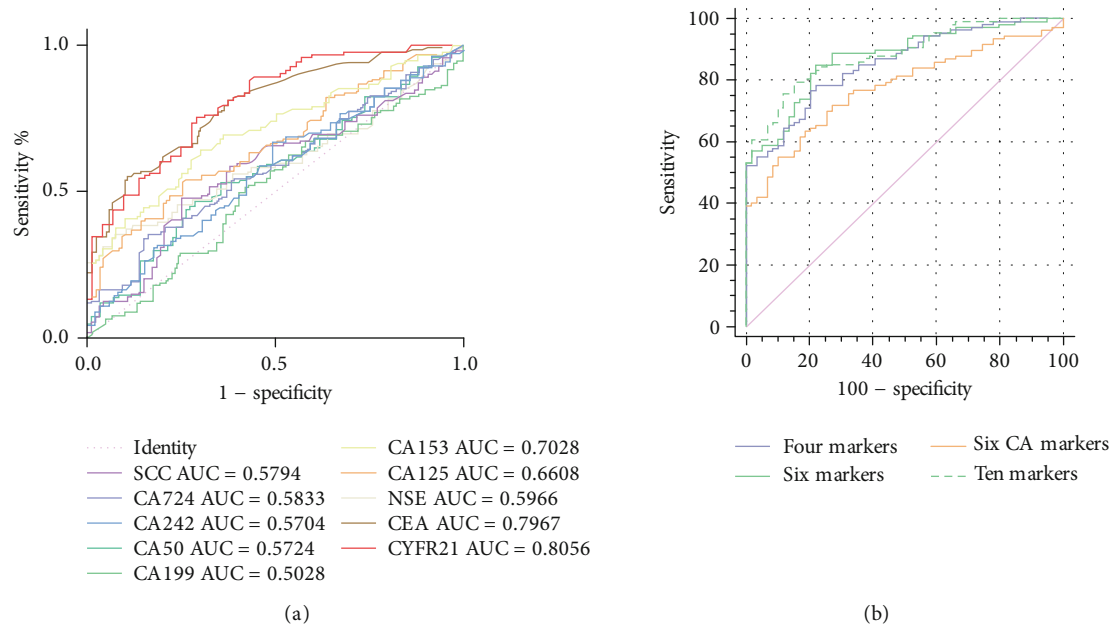 1.0
0.5
0.0
0.0 0.5 1.0
Sensitivity %
1 − specificity
Identity
SCC AUC = 0.5794
CA724 AUC = 0.5833
CA242 AUC = 0.5704
CA50 AUC = 0.5724
CA199 AUC = 0.5028
CA153 AUC = 0.7028
CA125 AUC = 0.6608
NSE AUC = 0.5966
CEA AUC = 0.7967
CYFR21 AUC = 0.8056
(a)
100
80
60
40
20
0
0 20 40 60 80 100
Sensitivity
100 − specificity
Four markers
Six markers
Six CA markers
Ten markers
(b)